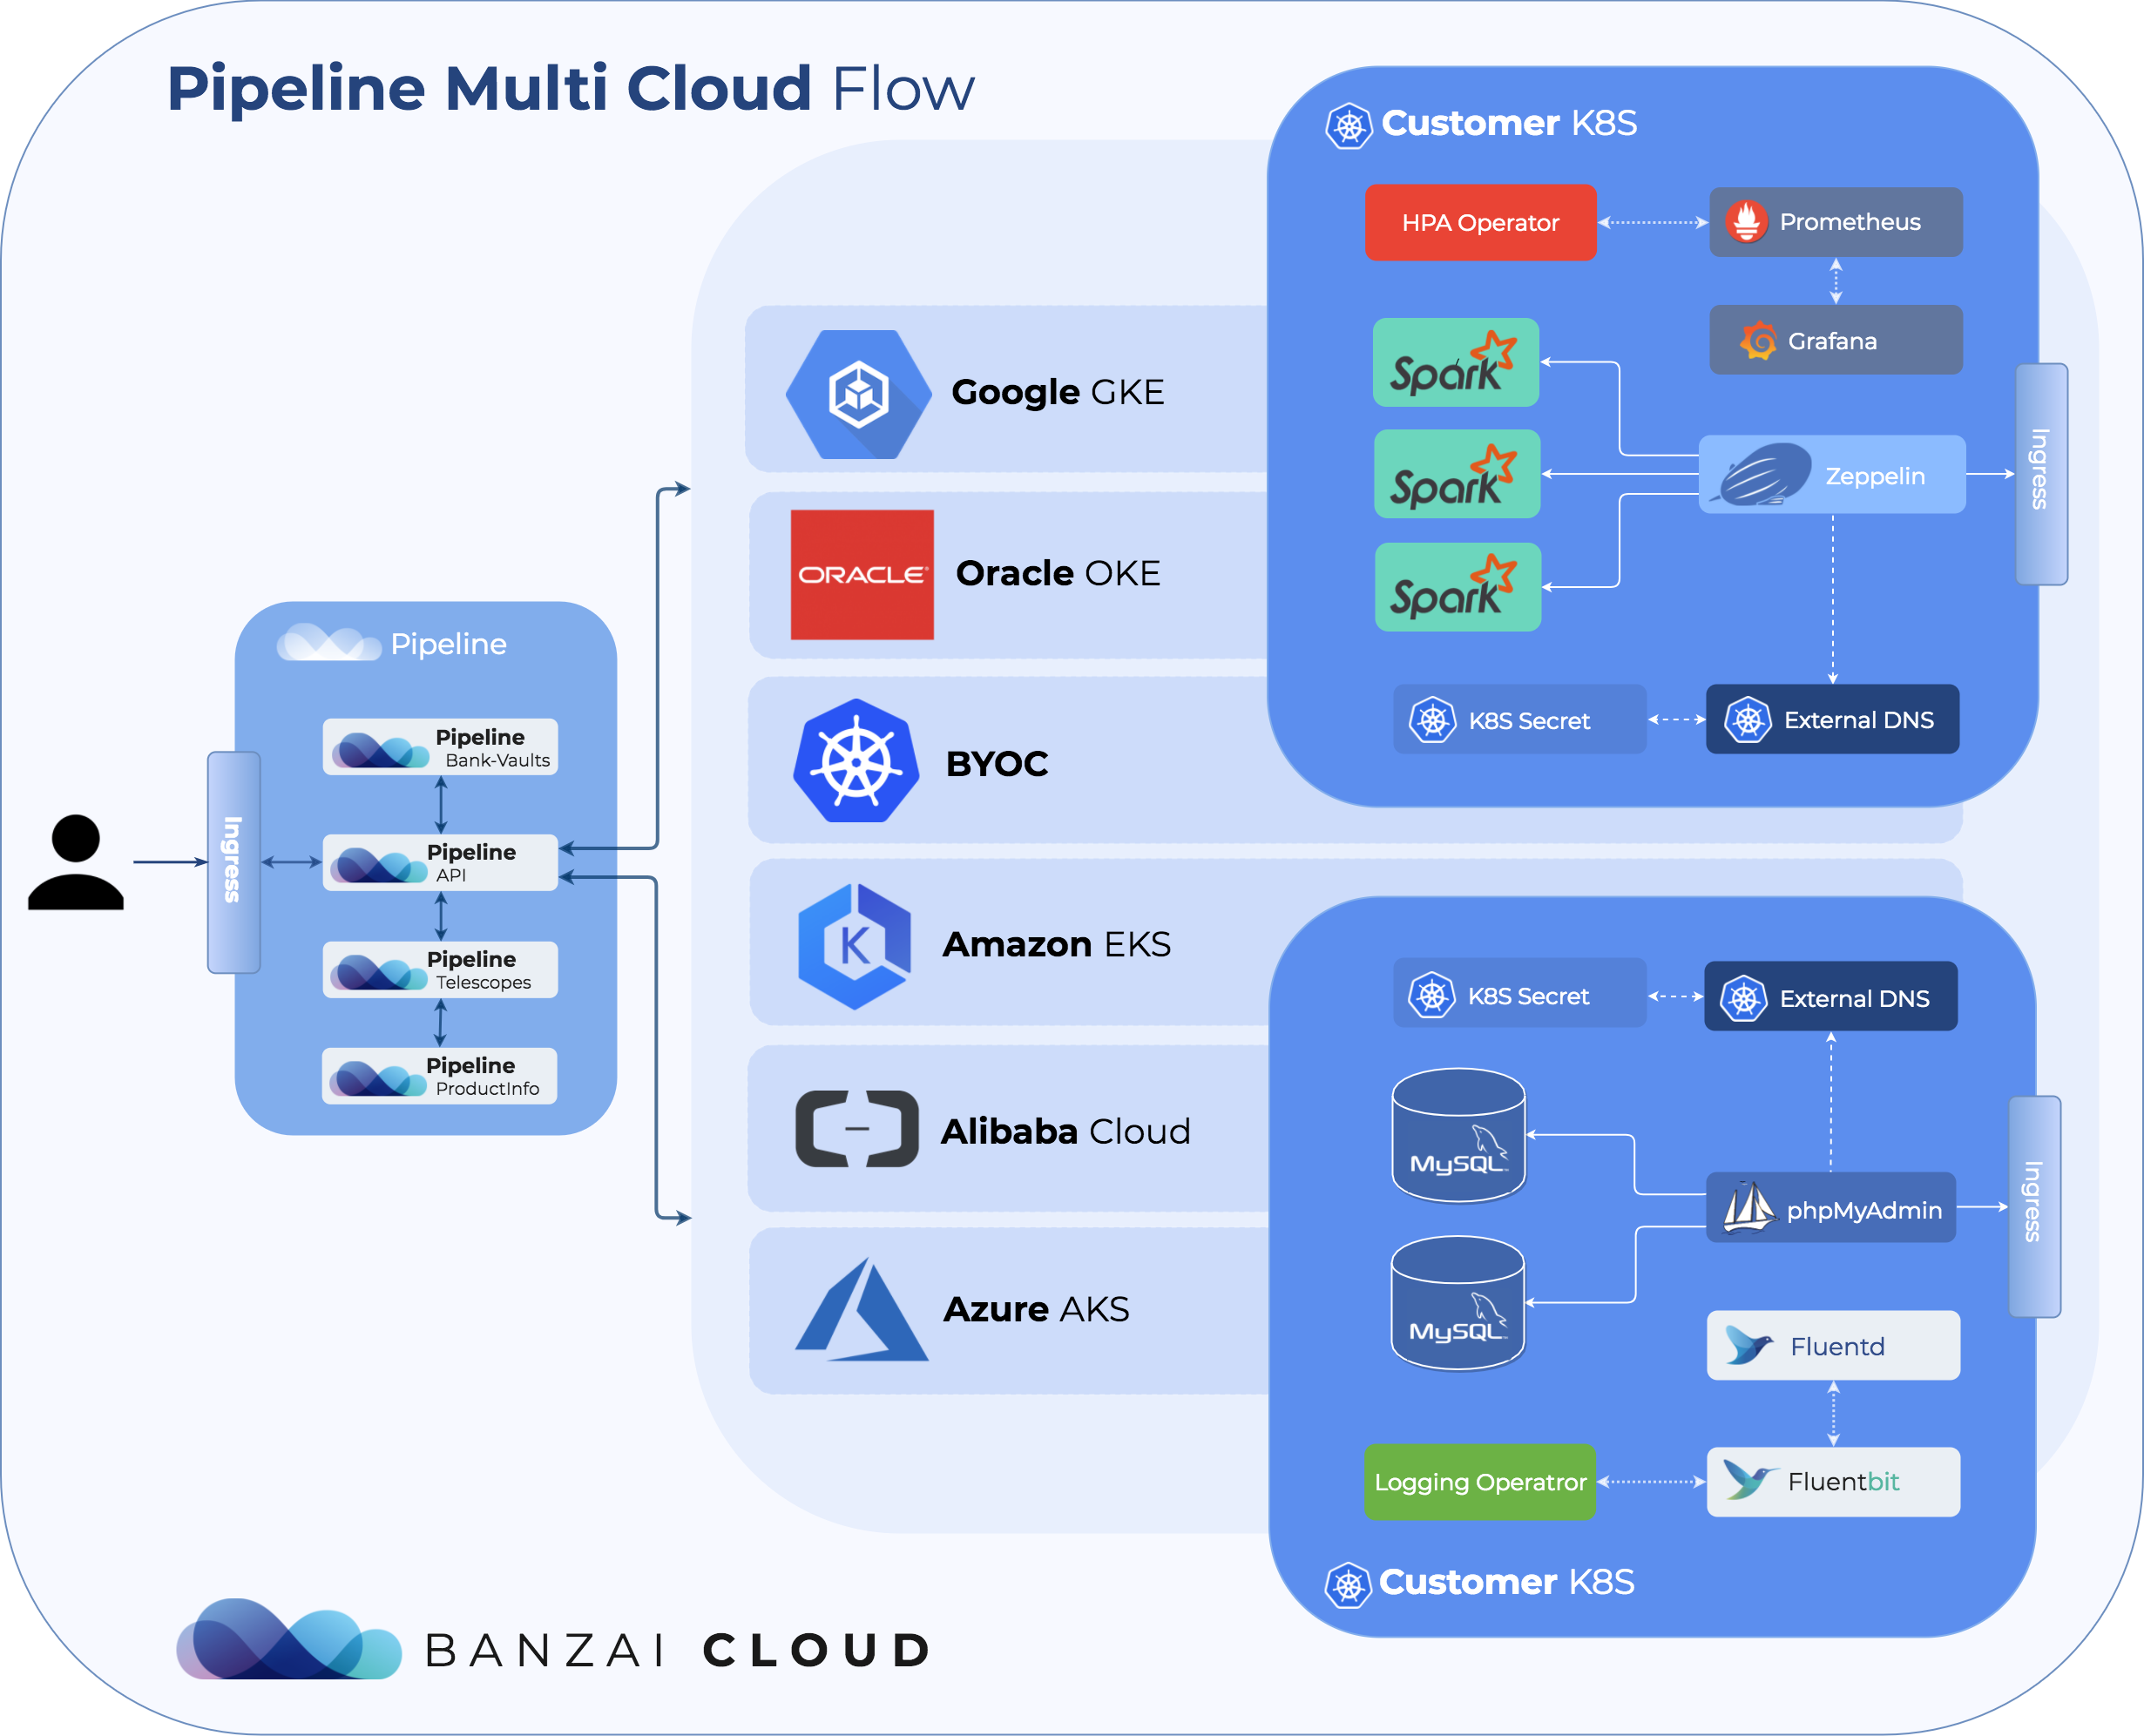 Pipeline Multi Cloud Flow
Pipeline
Pipeline
Bank-Vaults
Ingress
Pipeline
API
Pipeline
Telescopes
Pipeline
ProductInfo
Google GKE
ORACLE®
Oracle OKE
BYOC
K
Amazon EKS
Alibaba Cloud
Azure AKS
Customer K8S
HPA Operator
Prometheus
Grafana
Spark
Spark
Spark
Zeppelin
Ingress
K8S Secret
External DNS
K8S Secret
External DNS
MySQL™
MySQL™
phpMyAdmin
Ingress
Fluentd
Logging Operatror
Fluentbit
Customer K8S
BANZAI CLOUD